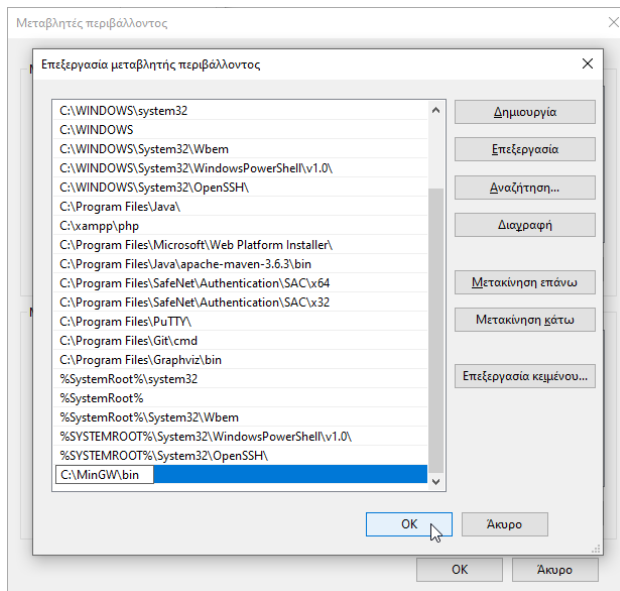 Μεταβλητές περιβάλλοντος
Επεξεργασία μεταβλητής περιβάλλοντος
C:\WINDOWS\system32
C:\WINDOWS
C:\WINDOWS\System32\Wbem
C:\WINDOWS\System32\WindowsPowerShell\v1.0\
C:\WINDOWS\System32\OpenSSH\
C:\Program Files\Java\
C:\xampp\php
C:\Program Files\Microsoft\Web Platform Installer\
C:\Program Files\Java\apache-maven-3.6.3\bin
C:\Program Files\SafeNet\Authentication\SAC\x64
C:\Program Files\SafeNet\Authentication\SAC\x32
C:\Program Files\PuTTY\
C:\Program Files\Git\cmd
C:\Program Files\Graphviz\bin
%SystemRoot%\system32
%SystemRoot%
%SystemRoot%\System32\Wbem
%SYSTEMROOT%\System32\WindowsPowerShell\v1.0\
%SYSTEMROOT%\System32\OpenSSH\
C:\MinGW\bin
Δημιουργία
Επεξεργασία
Αναζήτηση...
Διαγραφή
Μετακίνηση επάνω
Μετακίνηση κάτω
Επεξεργασία κειμένου...
OK
Άκυρο
OK
Άκυρο